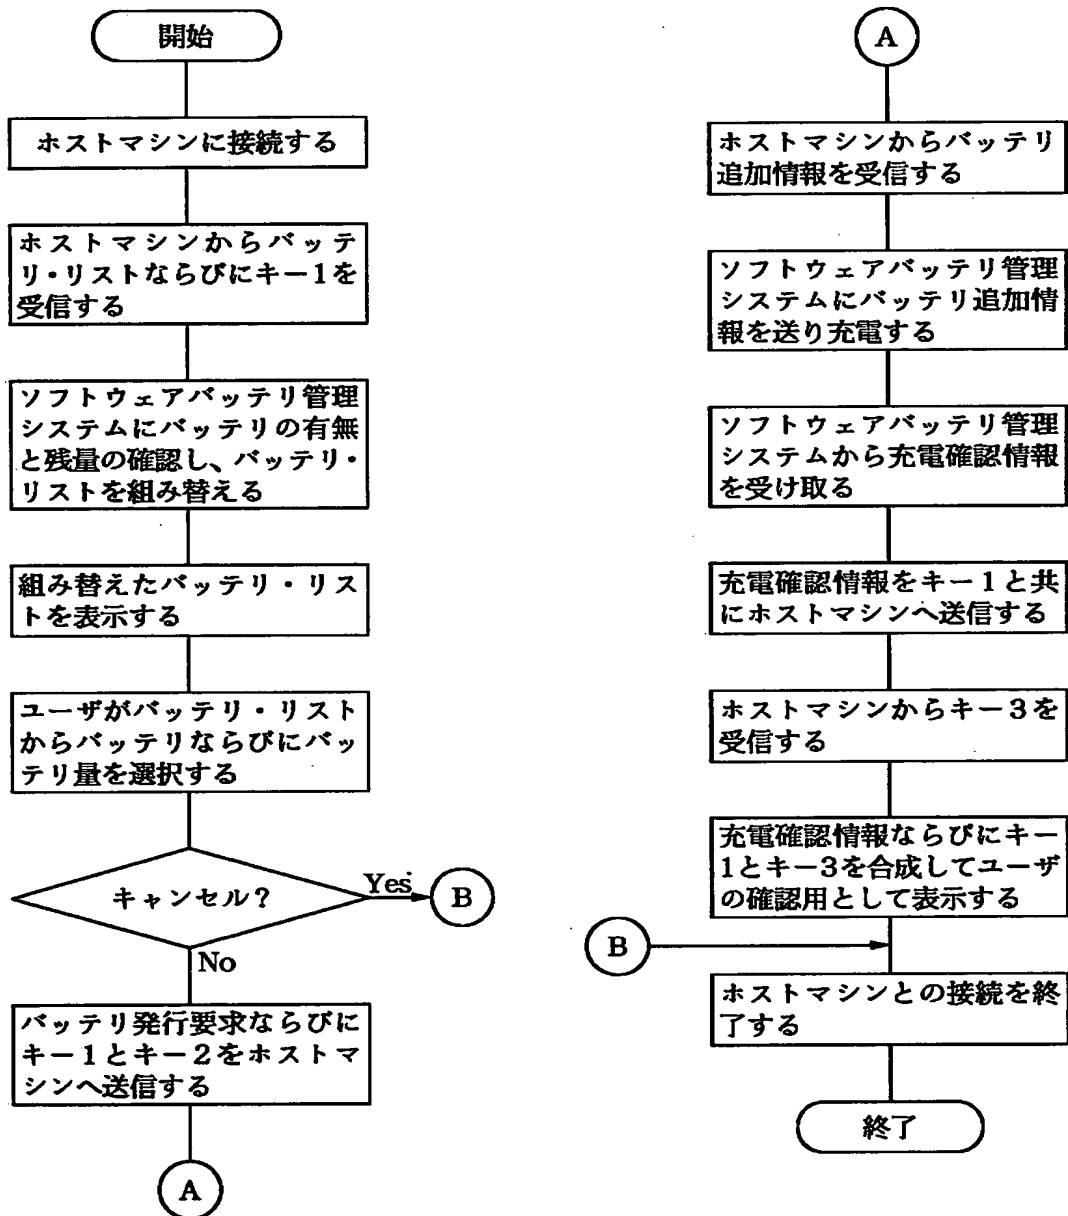 開始
ホストマシンに接続する
ホストマシンからバッテ
リ・リストならびにキー1を
受信する
ソフトウェアバッテリ管理
システムにバッテリの有無
と残量の確認し、バッテリ・
リストを組み替える
組み替えたバッテリ・リス
トを表示する
ユーザがバッテリ・リスト
からバッテリならびにバッ
テリ量を選択する
キャンセル?
Yes
B
No
バッテリ発行要求ならびに
キー1とキー2をホストマ
シンへ送信する
A
A
ホストマシンからバッテリ
追加情報を受信する
ソフトウェアバッテリ管理
システムにバッテリ追加情
報を送り充電する
ソフトウェアバッテリ管理
システムから充電確認情報
を受け取る
充電確認情報をキー1と共
にホストマシンへ送信する
ホストマシンからキー3を
受信する
充電確認情報ならびにキー
1とキー3を合成してユーザ
の確認用として表示する
B
ホストマシンとの接続を終
了する
終了